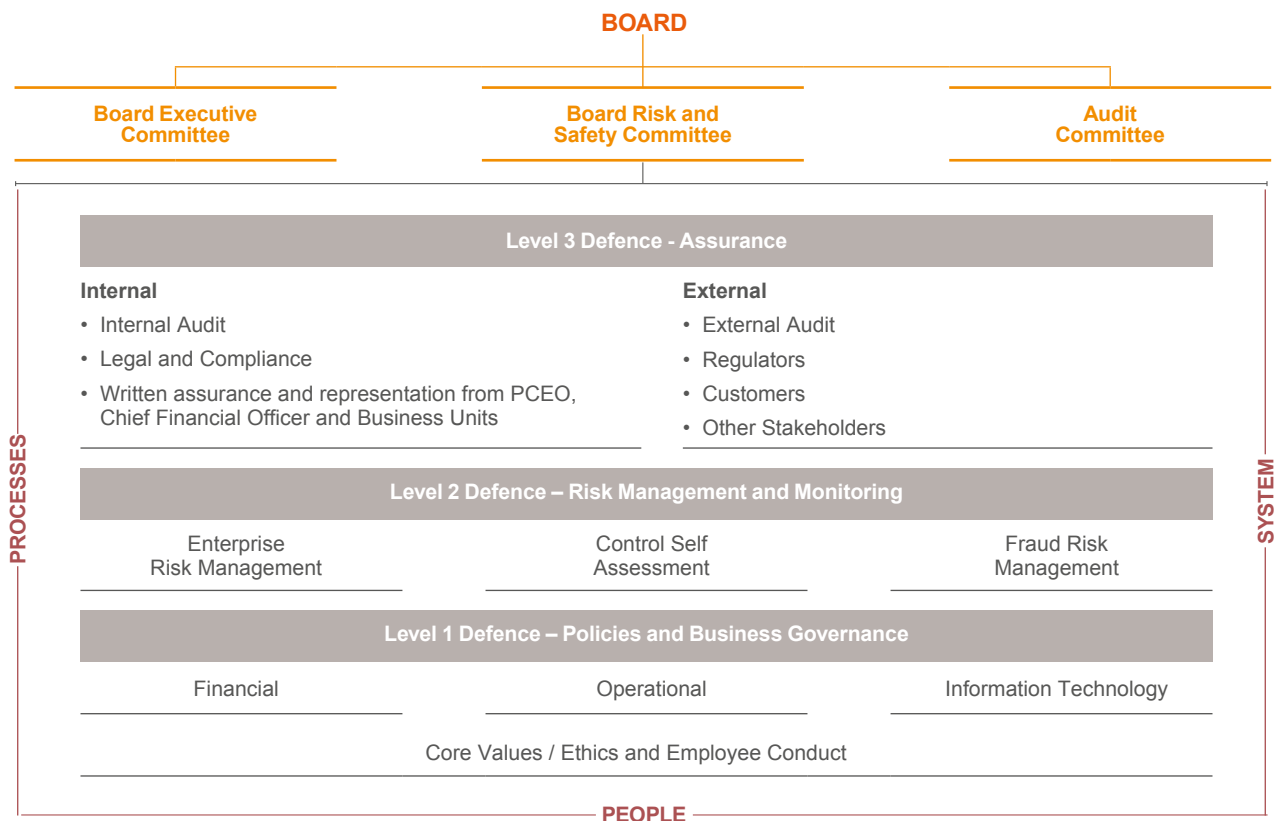 BOARD
Board Executive
Committee
Board Risk and
Safety Committee
Audit
Committee
Level 3 Defence - Assurance
Internal
• Internal Audit
• Legal and Compliance
• Written assurance and representation from PCEO,
Chief Financial Officer and Business Units
External
• External Audit
• Regulators
• Customers
• Other Stakeholders
Level 2 Defence – Risk Management and Monitoring
Enterprise
Risk Management
Control Self
Assessment
Fraud Risk
Management
Level 1 Defence – Policies and Business Governance
Financial
Operational
Information Technology
Core Values / Ethics and Employee Conduct
PROCESSES
SYSTEM
PEOPLE